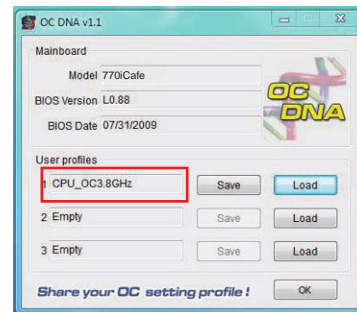 OC DNA v1.1
Mainboard
Model 770iCafe
BIOS Version L0.88
BIOS Date 07/31/2009
OC
DNA
User profiles
1 CPU_OC3.8GHz Save Load
2 Empty Save Load
3 Empty Save Load
Share your OC setting profile! OK